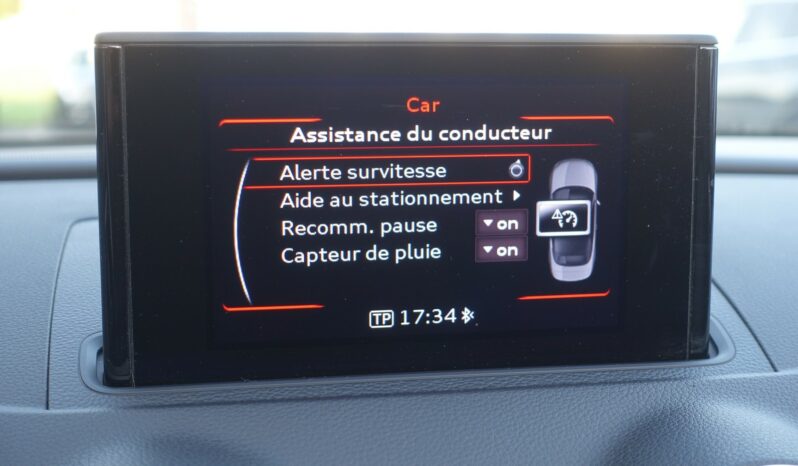 Car
Assistance du conducteur
Alerte survitesse
Aide au stationnement
Recomm. pause on
Capteur de pluie on
TP 17:34